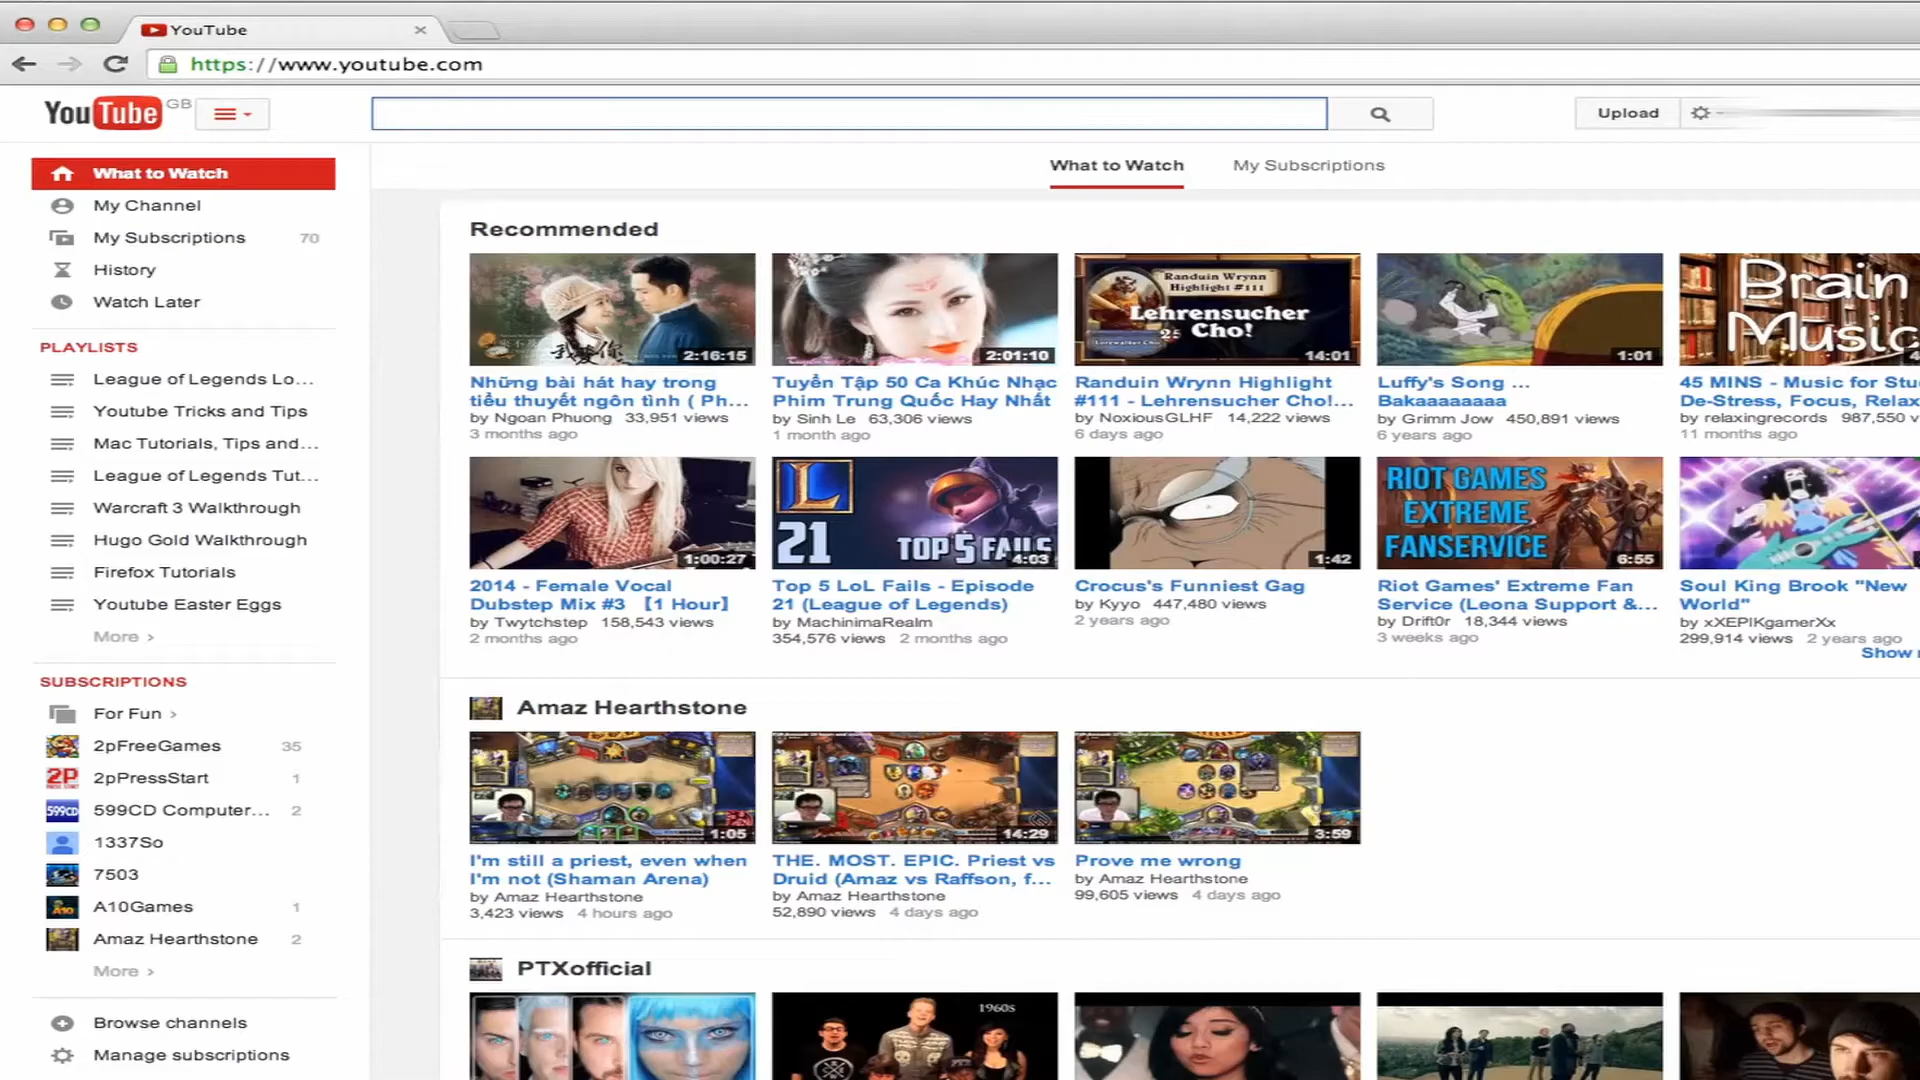 YouTube
https://www.youtube.com
YouTube GB
Upload
What to Watch
My Channel
My Subscriptions 70
History
Watch Later
PLAYLISTS
League of Legends Lo...
Youtube Tricks and Tips
Mac Tutorials, Tips and...
League of Legends Tut...
Warcraft 3 Walkthrough
Hugo Gold Walkthrough
Firefox Tutorials
Youtube Easter Eggs
More ›
SUBSCRIPTIONS
For Fun ›
2pFreeGames 35
2pPressStart 1
599CD Computer... 2
1337So
7503
A10Games 1
Amaz Hearthstone 2
More ›
Browse channels
Manage subscriptions
What to Watch My Subscriptions
Recommended
2:16:15
Những bài hát hay trong
tiểu thuyết ngôn tình ( Ph...
by Ngoan Phuong 33,951 views
3 months ago
2:01:10
Tuyển Tập 50 Ca Khúc Nhạc
Phim Trung Quốc Hay Nhất
by Sinh Le 63,306 views
1 month ago
Randuin Wrynn
Highlight #111
Lehrensucher
Cho!
25
14:01
Randuin Wrynn Highlight
#111 - Lehrensucher Cho!...
by NoxiousGLHF 14,222 views
6 days ago
1:01
Luffy's Song ...
Bakaaaaaaaa
by Grimm Jow 450,891 views
6 years ago
Brain
Music
45 MINS - Music for Stu
De-Stress, Focus, Relax
by relaxingrecords 987,550 v
11 months ago
1:00:27
2014 - Female Vocal
Dubstep Mix #3 【1 Hour】
by Twytchstep 158,543 views
2 months ago
L
21
TOP 5 FAILS
4:03
Top 5 LoL Fails - Episode
21 (League of Legends)
by MachinimaRealm
354,576 views 2 months ago
1:42
Crocus's Funniest Gag
by Kyyo 447,480 views
2 years ago
RIOT GAMES
EXTREME
FANSERVICE
6:55
Riot Games' Extreme Fan
Service (Leona Support &...
by Drift0r 18,344 views
3 weeks ago
Soul King Brook "New
World"
by xXEPIKgamerXx
299,914 views 2 years ago
Show
Amaz Hearthstone
1:05
I'm still a priest, even when
I'm not (Shaman Arena)
by Amaz Hearthstone
3,423 views 4 hours ago
14:29
THE. MOST. EPIC. Priest vs
Druid (Amaz vs Raffson, f...
by Amaz Hearthstone
52,890 views 4 days ago
3:59
Prove me wrong
by Amaz Hearthstone
99,605 views 4 days ago
PTXofficial
1960s